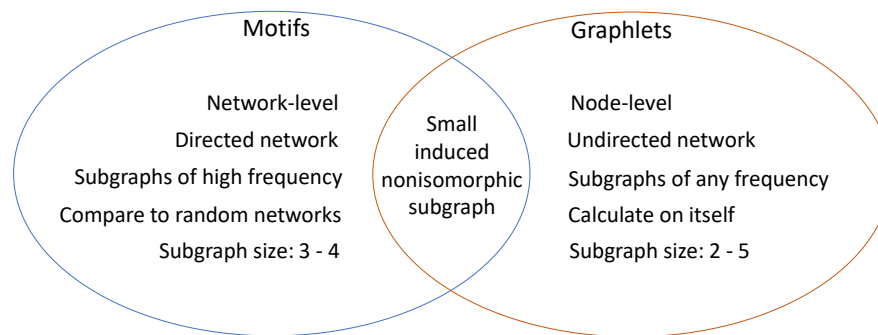 Motifs
Graphlets
Network-level
Directed network
Subgraphs of high frequency
Compare to random networks
Subgraph size: 3 - 4
Small
induced
nonisomorphic
subgraph
Node-level
Undirected network
Subgraphs of any frequency
Calculate on itself
Subgraph size: 2 - 5